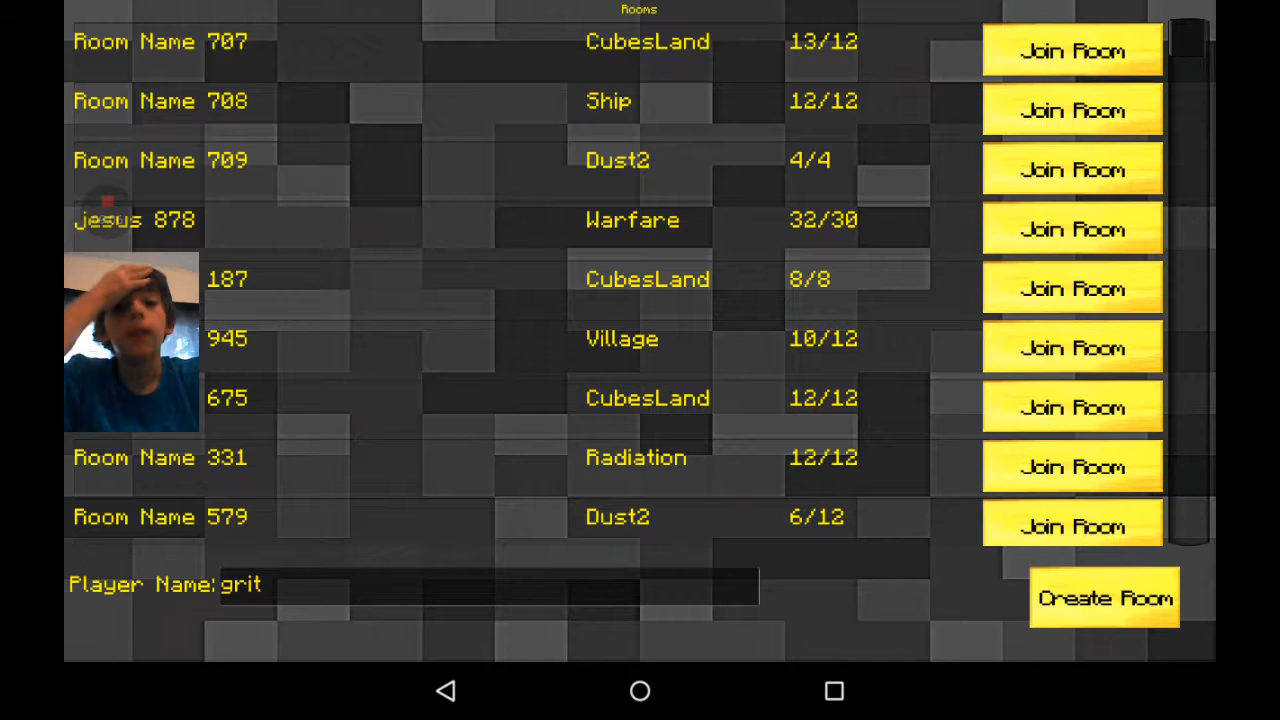 Rooms
Room Name 707 CubesLand 13/12 Join Room
Room Name 708 Ship 12/12 Join Room
Room Name 709 Dust2 4/4 Join Room
jesus 878 Warfare 32/30 Join Room
187 CubesLand 8/8 Join Room
945 Village 10/12 Join Room
675 CubesLand 12/12 Join Room
Room Name 331 Radiation 12/12 Join Room
Room Name 579 Dust2 6/12 Join Room
Player Name: grit
Create Room